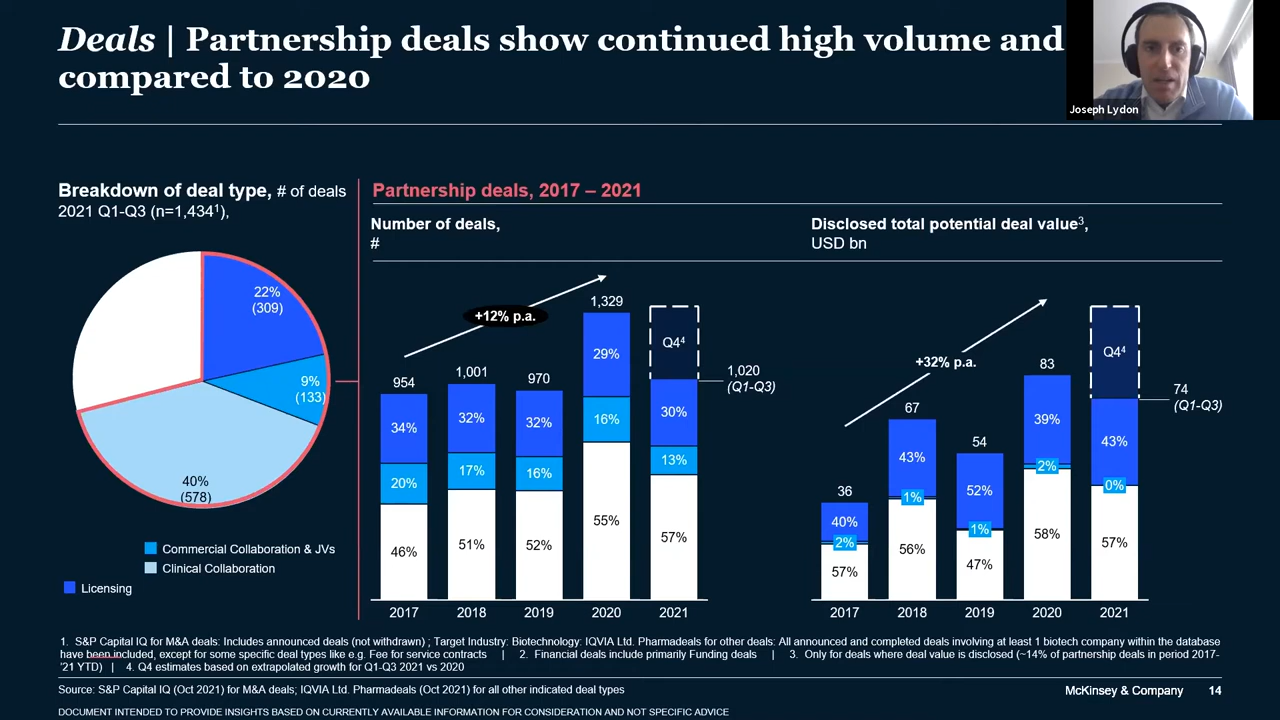 Deals | Partnership deals show continued high volume and
compared to 2020
Joseph Lydon
Breakdown of deal type, # of deals
2021 Q1-Q3 (n=1,434¹),
22%
(309)
9%
(133)
40%
(578)
Commercial Collaboration & JVs
Clinical Collaboration
Licensing
Partnership deals, 2017 – 2021
Number of deals,
#
+12% p.a.
954
34%
20%
46%
1,001
32%
17%
51%
970
32%
16%
52%
1,329
29%
16%
55%
Q4⁴
1,020
(Q1-Q3)
30%
13%
57%
2017 2018 2019 2020 2021
Disclosed total potential deal value³,
USD bn
+32% p.a.
36
40%
2%
57%
67
43%
1%
56%
54
52%
1%
47%
83
39%
2%
58%
Q4⁴
74
(Q1-Q3)
43%
0%
57%
2017 2018 2019 2020 2021
1. S&P Capital IQ for M&A deals: Includes announced deals (not withdrawn) ; Target Industry: Biotechnology: IQVIA Ltd. Pharmadeals for other deals: All announced and completed deals involving at least 1 biotech company within the database
have been included, except for some specific deal types like e.g. Fee for service contracts | 2. Financial deals include primarily Funding deals | 3. Only for deals where deal value is disclosed (~14% of partnership deals in period 2017-
'21 YTD) | 4. Q4 estimates based on extrapolated growth for Q1-Q3 2021 vs 2020
Source: S&P Capital IQ (Oct 2021) for M&A deals; IQVIA Ltd. Pharmadeals (Oct 2021) for all other indicated deal types
McKinsey & Company 14
DOCUMENT INTENDED TO PROVIDE INSIGHTS BASED ON CURRENTLY AVAILABLE INFORMATION FOR CONSIDERATION AND NOT SPECIFIC ADVICE